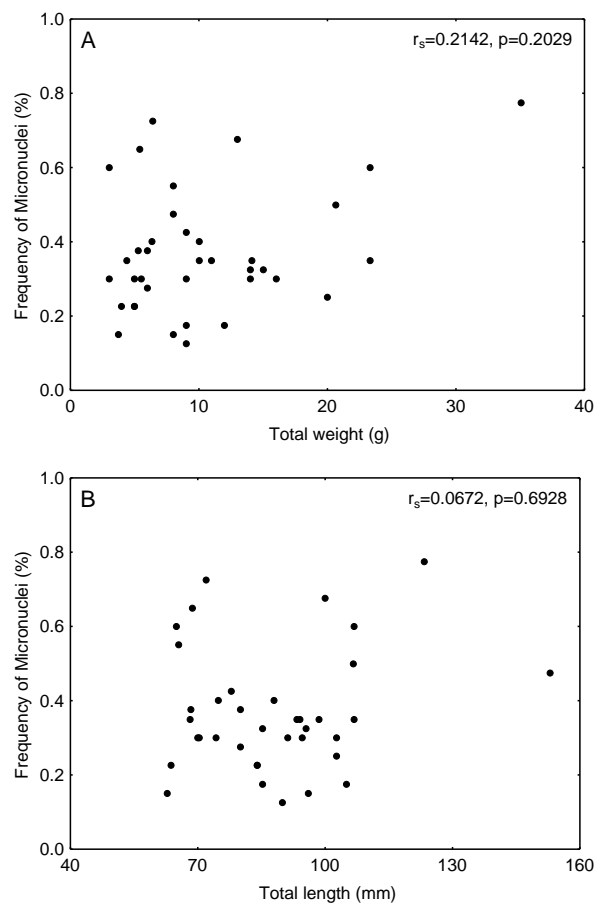 A
r_s=0.2142, p=0.2029
1.0
0.8
0.6
0.4
0.2
0.0
Frequency of Micronuclei (%)
0 10 20 30 40
Total weight (g)
B
r_s=0.0672, p=0.6928
1.0
0.8
0.6
0.4
0.2
0.0
Frequency of Micronuclei (%)
40 70 100 130 160
Total length (mm)